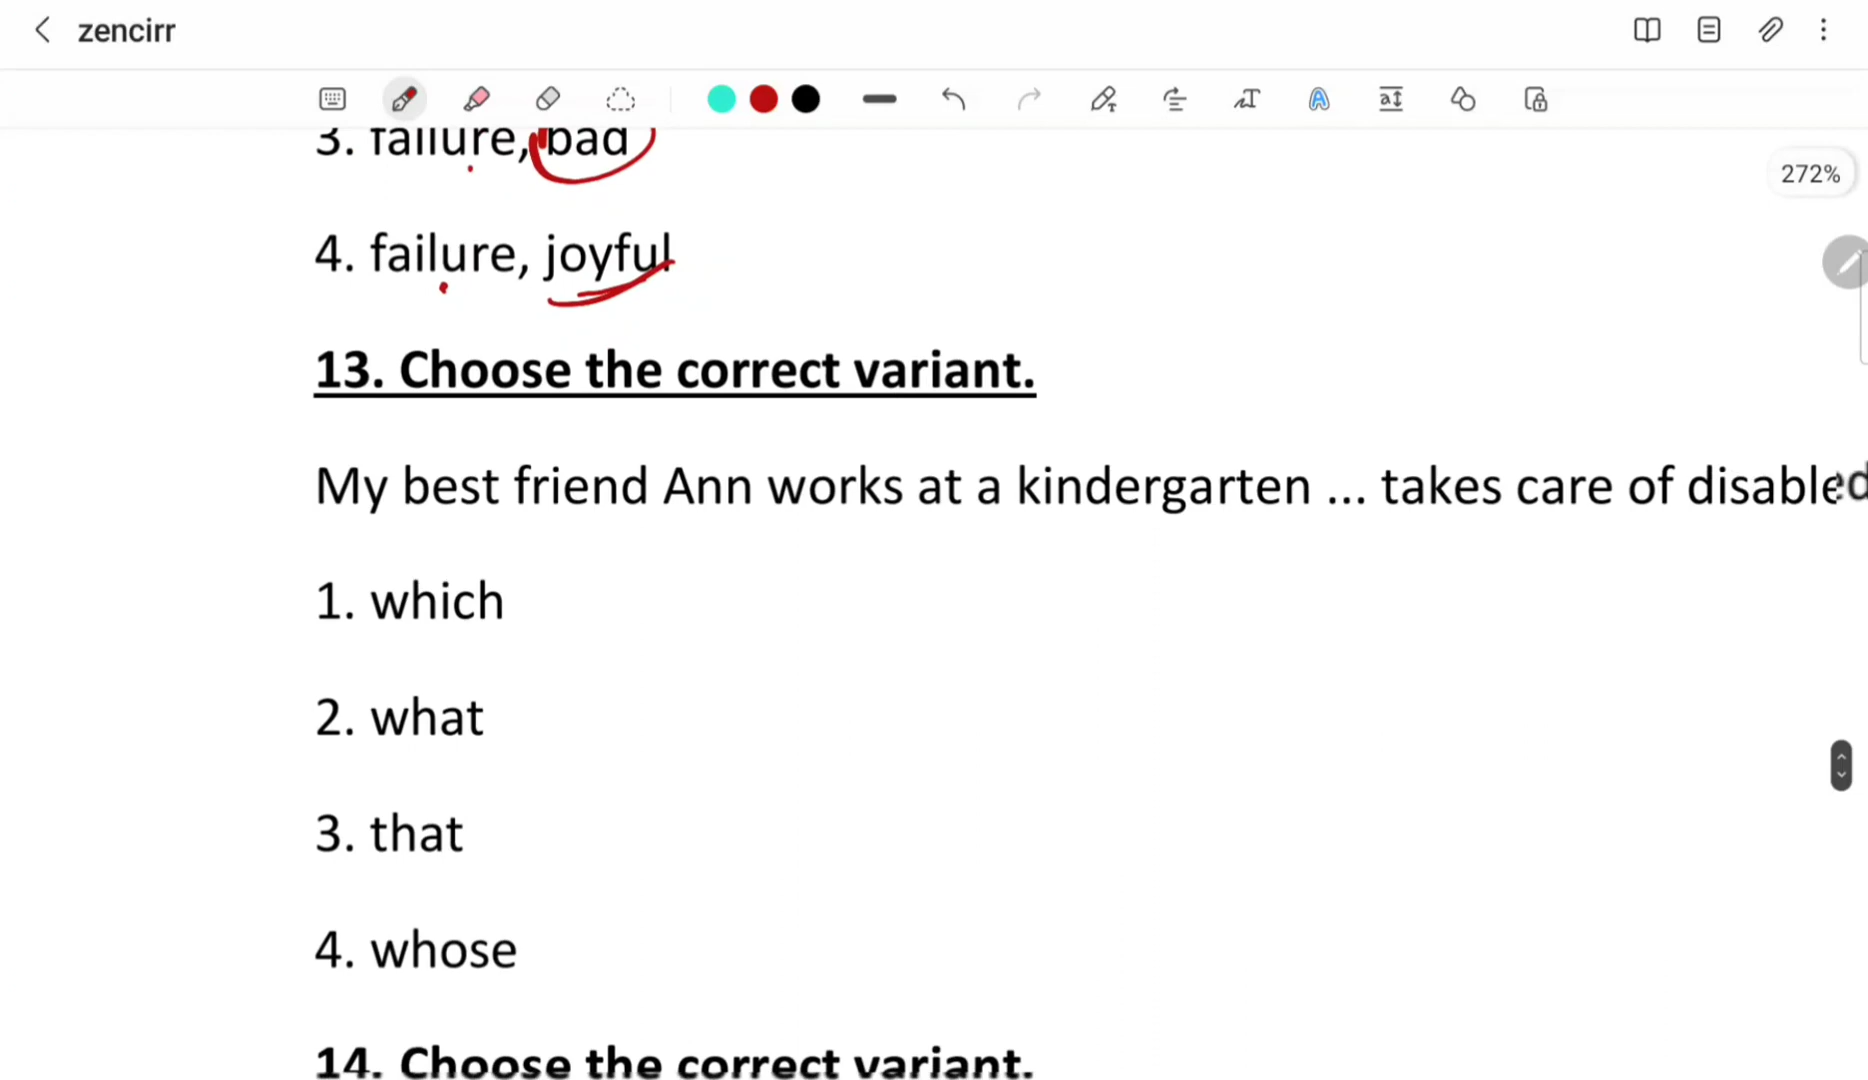 zencirr
272%
3. failure, bad
4. failure, joyful
13. Choose the correct variant.
My best friend Ann works at a kindergarten ... takes care of disabled
1. which
2. what
3. that
4. whose
14. Choose the correct variant.